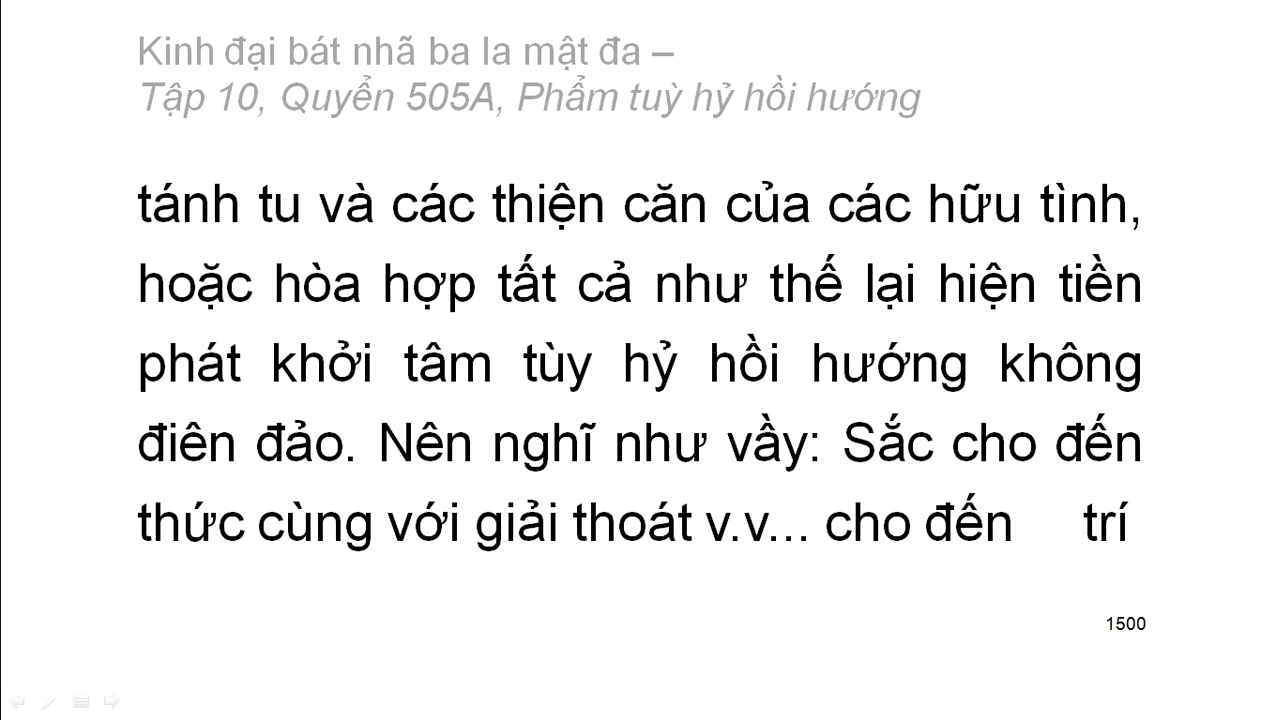 Kinh đại bát nhã ba la mật đa –
Tập 10, Quyển 505A, Phẩm tuỳ hỷ hồi hướng
tánh tu và các thiện căn của các hữu tình,
hoặc hòa hợp tất cả như thế lại hiện tiền
phát khởi tâm tùy hỷ hồi hướng không
điên đảo. Nên nghĩ như vầy: Sắc cho đến
thức cùng với giải thoát v.v... cho đến trí
1500